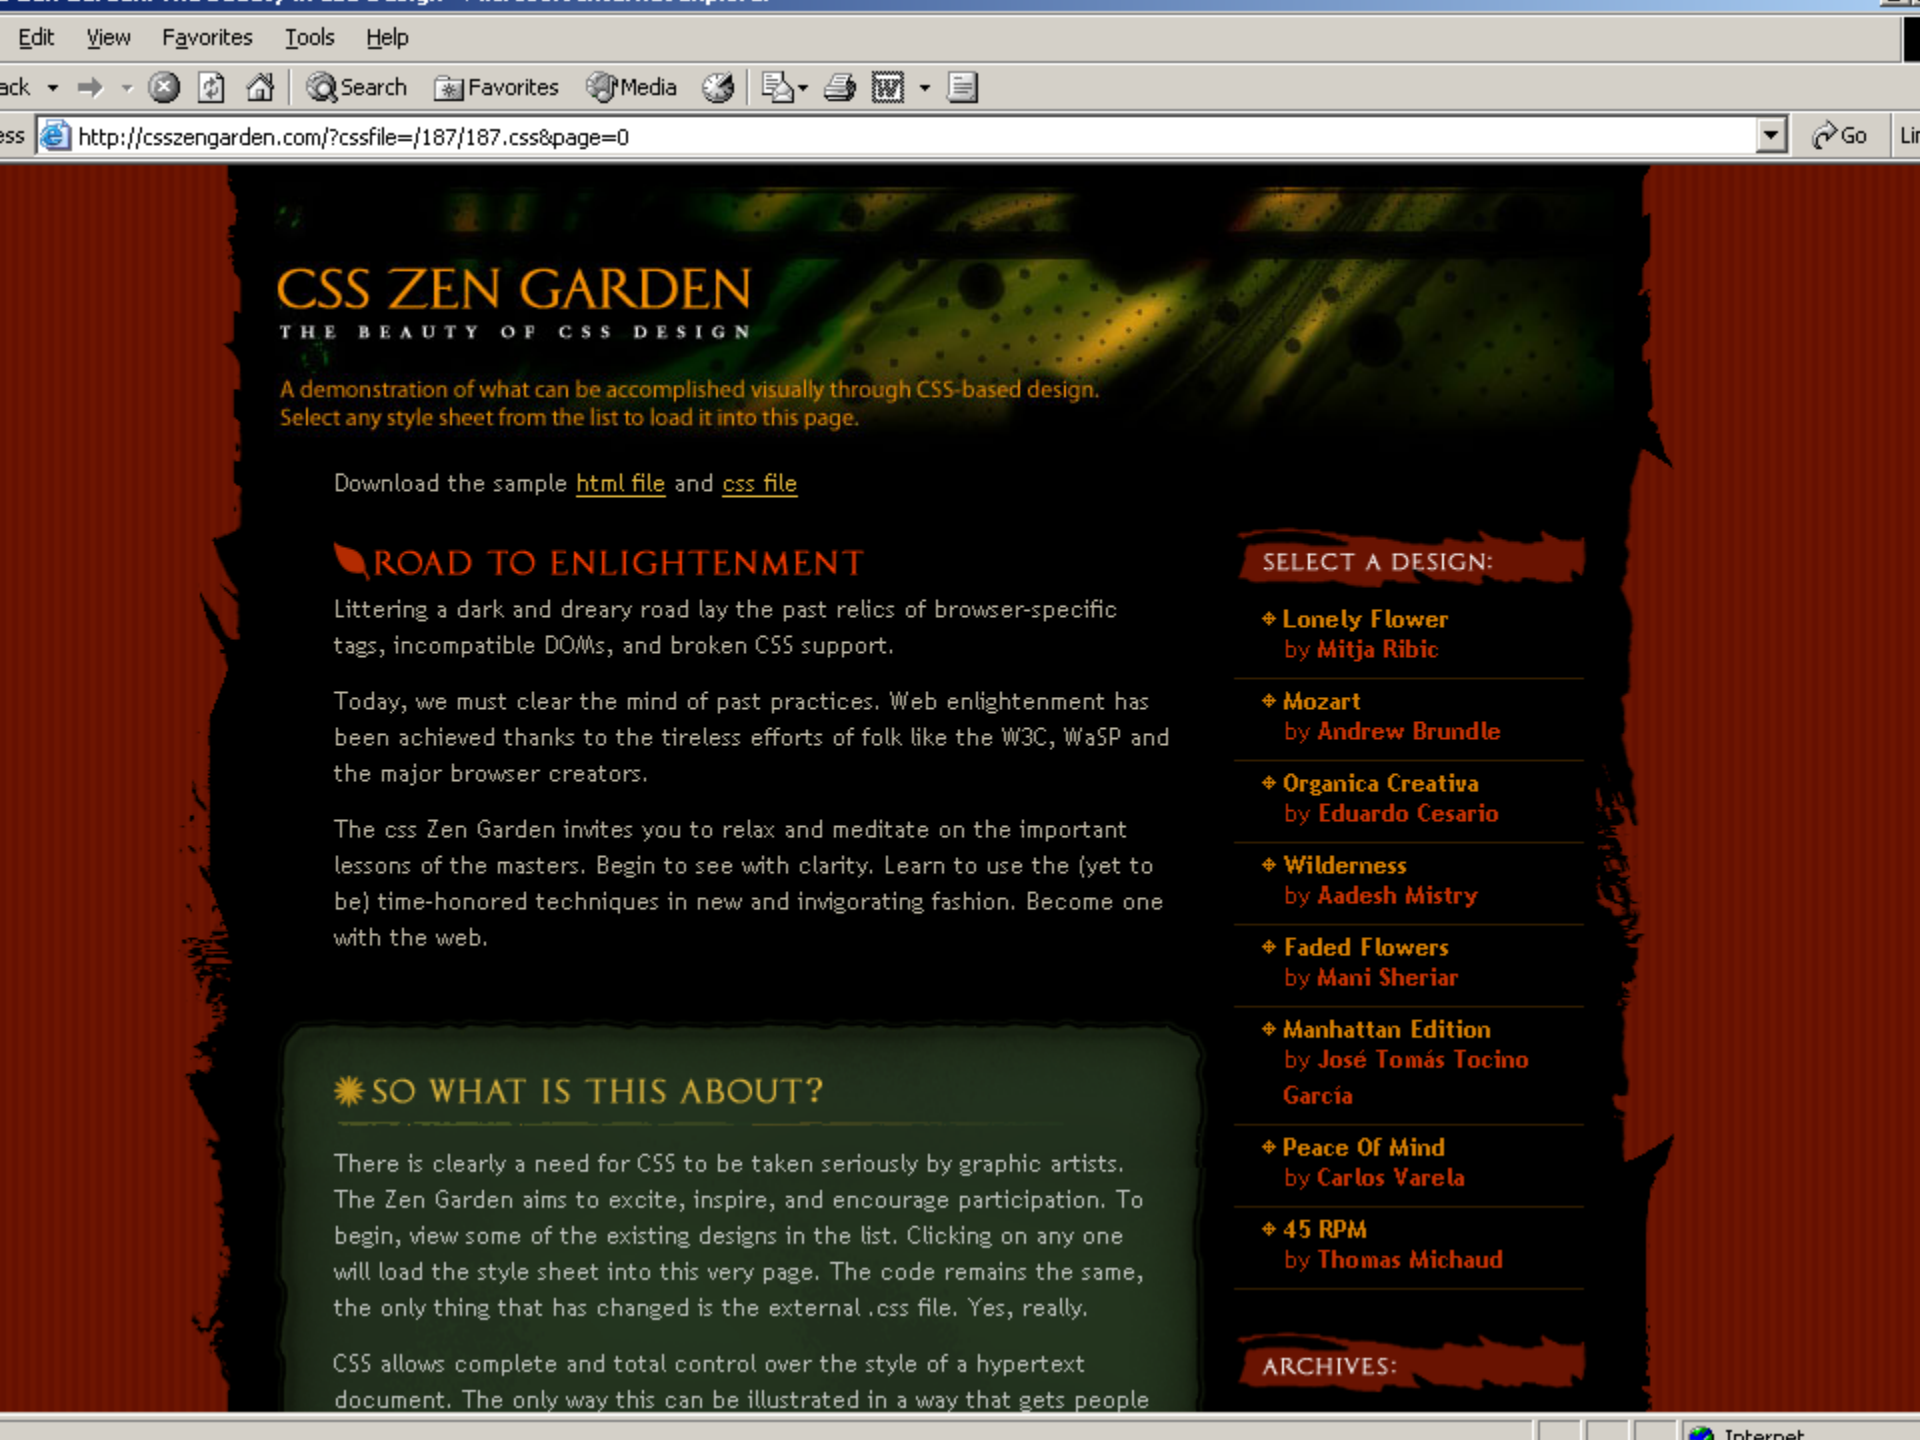 Edit View Favorites Tools Help
Search Favorites Media
http://csszengarden.com/?cssfile=/187/187.css&page=0 Go
CSS ZEN GARDEN
THE BEAUTY OF CSS DESIGN
A demonstration of what can be accomplished visually through CSS-based design.
Select any style sheet from the list to load it into this page.
Download the sample html file and css file
ROAD TO ENLIGHTENMENT
Littering a dark and dreary road lay the past relics of browser-specific
tags, incompatible DOMs, and broken CSS support.
Today, we must clear the mind of past practices. Web enlightenment has
been achieved thanks to the tireless efforts of folk like the W3C, WaSP and
the major browser creators.
The css Zen Garden invites you to relax and meditate on the important
lessons of the masters. Begin to see with clarity. Learn to use the (yet to
be) time-honored techniques in new and invigorating fashion. Become one
with the web.
SO WHAT IS THIS ABOUT?
There is clearly a need for CSS to be taken seriously by graphic artists.
The Zen Garden aims to excite, inspire, and encourage participation. To
begin, view some of the existing designs in the list. Clicking on any one
will load the style sheet into this very page. The code remains the same,
the only thing that has changed is the external .css file. Yes, really.
CSS allows complete and total control over the style of a hypertext
document. The only way this can be illustrated in a way that gets people
SELECT A DESIGN:
Lonely Flower
by Mitja Ribic
Mozart
by Andrew Brundle
Organica Creativa
by Eduardo Cesario
Wilderness
by Aadesh Mistry
Faded Flowers
by Mani Sheriar
Manhattan Edition
by José Tomás Tocino
García
Peace Of Mind
by Carlos Varela
45 RPM
by Thomas Michaud
ARCHIVES:
Internet